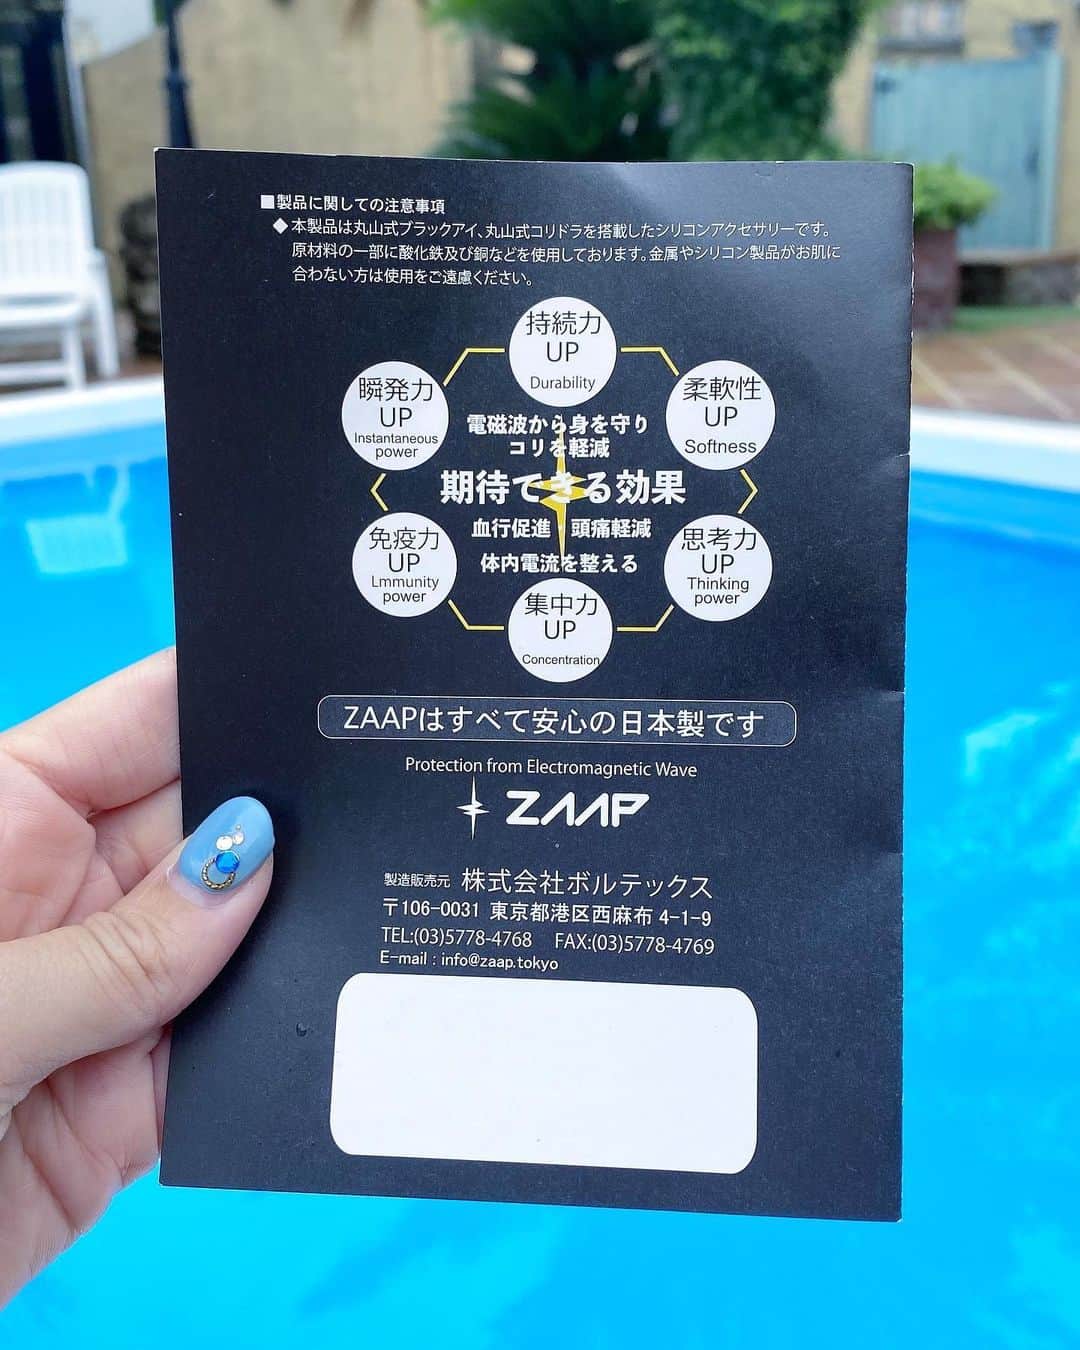 ■製品に関しての注意事項
◆本製品は丸山式ブラックアイ、丸山式コリドラを搭載したシリコンアクセサリーです。
原材料の一部に酸化鉄及び銅などを使用しております。金属やシリコン製品がお肌に
合わない方は使用をご遠慮ください。
持続力
UP
Durability
瞬発力
UP
Instantaneous
power
柔軟性
UP
Softness
電磁波から身を守り
コリを軽減
期待できる効果
血行促進・頭痛軽減
体内電流を整える
免疫力
UP
Lmmunity
power
思考力
UP
Thinking
power
集中力
UP
Concentration
ZAAPはすべて安心の日本製です
Protection from Electromagnetic Wave
ZAAP
製造販売元 株式会社ボルテックス
〒106-0031 東京都港区西麻布 4-1-9
TEL:(03)5778-4768 FAX:(03)5778-4769
E-mail : info@zaap.tokyo